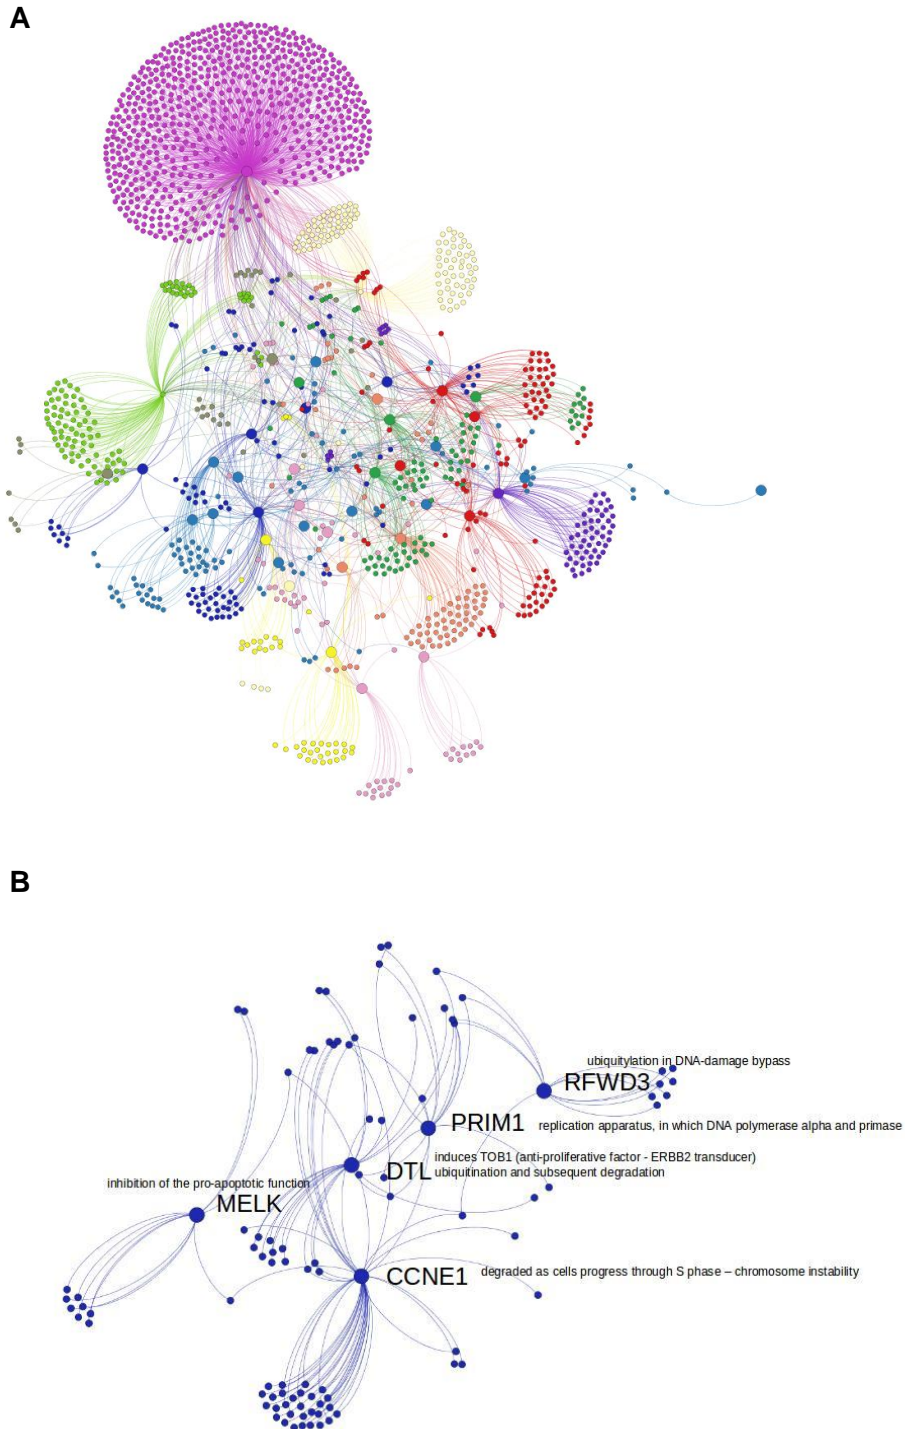 A
B
ubiquitylation in DNA-damage bypass
RFWD3
PRIM1
replication apparatus, in which DNA polymerase alpha and primase
induces TOB1 (anti-proliferative factor - ERBB2 transducer)
DTL
ubiquitination and subsequent degradation
inhibition of the pro-apoptotic function
MELK
CCNE1
degraded as cells progress through S phase – chromosome instability